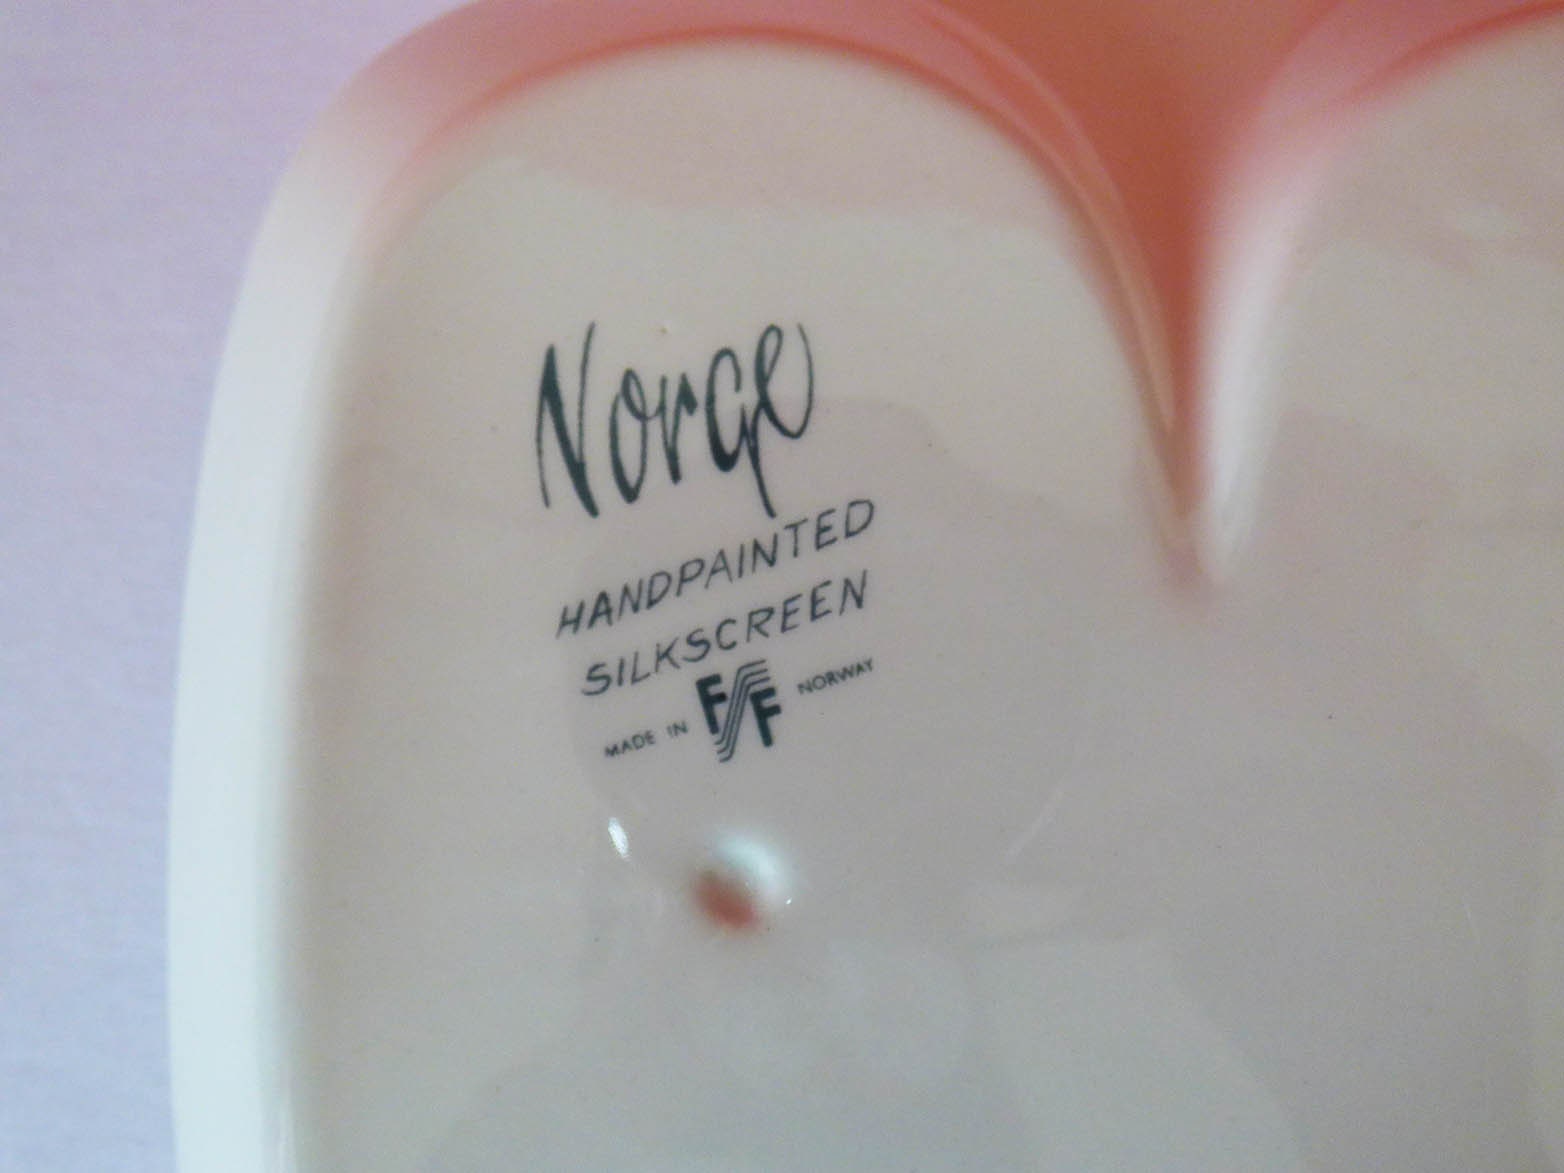 Norge
HANDPAINTED
SILKSCREEN
MADE IN FF NORWAY